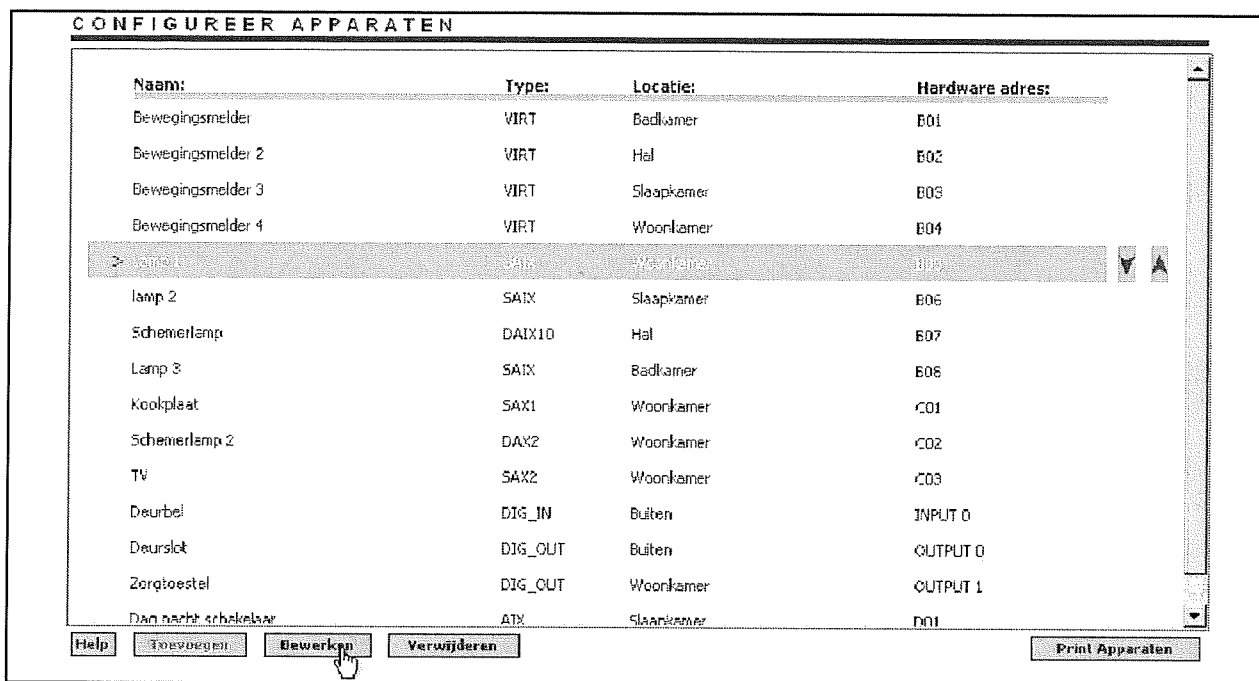 CONFIGUREER APPARATEN
Naam: Type: Locatie: Hardware adres:
Bewegingsmelder VIRT Badkamer B01
Bewegingsmelder 2 VIRT Hal B02
Bewegingsmelder 3 VIRT Slaapkamer B03
Bewegingsmelder 4 VIRT Woonkamer B04
> Woonkamer
lamp 2 SAIX Slaapkamer B06
Schemerlamp DAIX10 Hal B07
Lamp 3 SAIX Badkamer B08
Kookplaat SAX1 Woonkamer C01
Schemerlamp 2 DAX2 Woonkamer C02
TV SAX2 Woonkamer C03
Deurbel DIG_IN Buiten INPUT 0
Deurslot DIG_OUT Buiten OUTPUT 0
Zorgtoestel DIG_OUT Woonkamer OUTPUT 1
Dag nacht schakelaar AIX Slaapkamer D01
Help Toevoegen Bewerken Verwijderen Print Apparaten